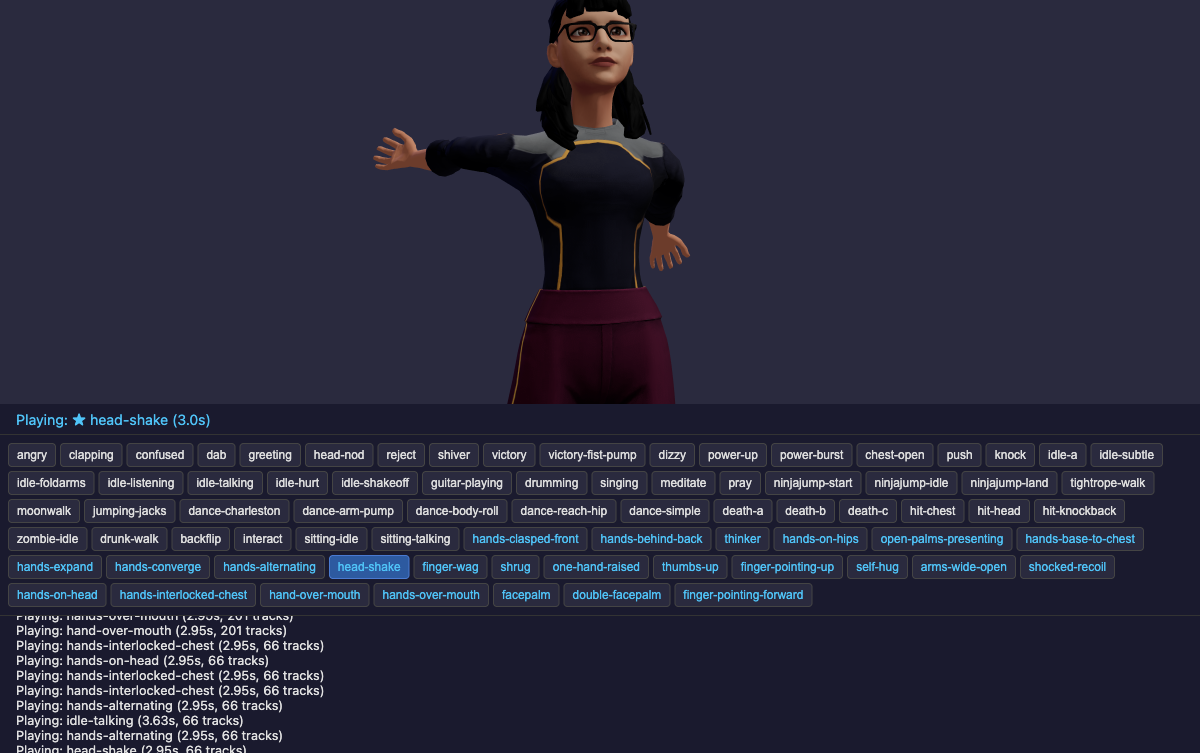 Playing: ★ head-shake (3.0s)
angry clapping confused dab greeting head-nod reject shiver victory victory-fist-pump dizzy power-up power-burst chest-open push knock idle-a idle-subtle
idle-foldarms idle-listening idle-talking idle-hurt idle-shakeoff guitar-playing drumming singing meditate pray ninjajump-start ninjajump-idle ninjajump-land tightrope-walk
moonwalk jumping-jacks dance-charleston dance-arm-pump dance-body-roll dance-reach-hip dance-simple death-a death-b death-c hit-chest hit-head hit-knockback
zombie-idle drunk-walk backflip interact sitting-idle sitting-talking hands-clasped-front hands-behind-back thinker hands-on-hips open-palms-presenting hands-base-to-chest
hands-expand hands-converge hands-alternating head-shake finger-wag shrug one-hand-raised thumbs-up finger-pointing-up self-hug arms-wide-open shocked-recoil
hands-on-head hands-interlocked-chest hand-over-mouth hands-over-mouth facepalm double-facepalm finger-pointing-forward
Playing: hands-over-mouth (2.95s, 201 tracks)
Playing: hand-over-mouth (2.95s, 201 tracks)
Playing: hands-interlocked-chest (2.95s, 66 tracks)
Playing: hands-on-head (2.95s, 66 tracks)
Playing: hands-interlocked-chest (2.95s, 66 tracks)
Playing: hands-interlocked-chest (2.95s, 66 tracks)
Playing: hands-alternating (2.95s, 66 tracks)
Playing: idle-talking (3.63s, 66 tracks)
Playing: hands-alternating (2.95s, 66 tracks)
Playing: head-shake (2.95s, 66 tracks)